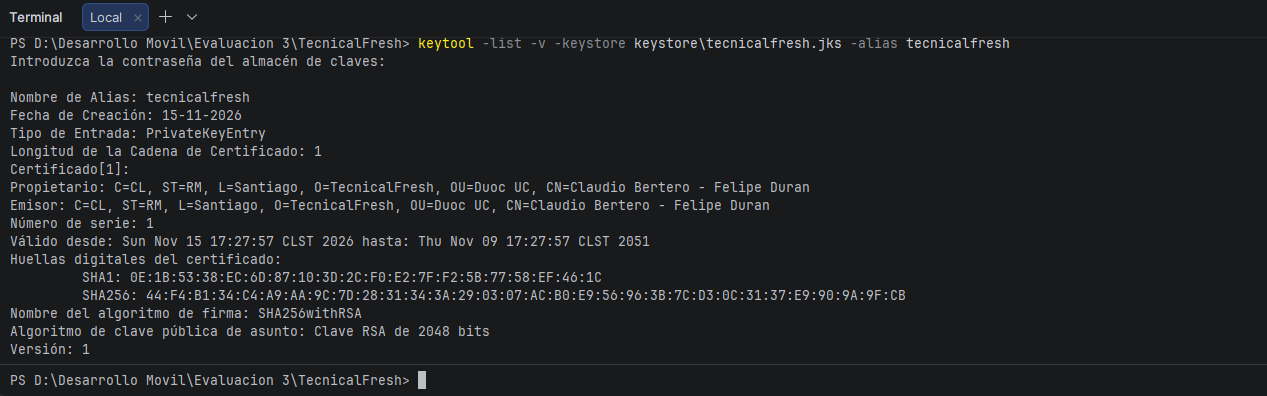 Terminal Local × +
PS D:\Desarrollo Movil\Evaluacion 3\TecnicalFresh> keytool -list -v -keystore keystore\tecnicalfresh.jks -alias tecnicalfresh
Introduzca la contraseña del almacén de claves:
Nombre de Alias: tecnicalfresh
Fecha de Creación: 15-11-2026
Tipo de Entrada: PrivateKeyEntry
Longitud de la Cadena de Certificado: 1
Certificado[1]:
Propietario: C=CL, ST=RM, L=Santiago, O=TecnicalFresh, OU=Duoc UC, CN=Claudio Bertero - Felipe Duran
Emisor: C=CL, ST=RM, L=Santiago, O=TecnicalFresh, OU=Duoc UC, CN=Claudio Bertero - Felipe Duran
Número de serie: 1
Válido desde: Sun Nov 15 17:27:57 CLST 2026 hasta: Thu Nov 09 17:27:57 CLST 2051
Huellas digitales del certificado:
SHA1: 0E:1B:53:38:EC:6D:87:10:3D:2C:F0:E2:7F:F2:5B:77:58:EF:46:1C
SHA256: 44:F4:B1:34:C4:A9:AA:9C:7D:28:31:34:3A:29:03:07:AC:B0:E9:56:96:3B:7C:D3:0C:31:37:E9:90:9A:9F:CB
Nombre del algoritmo de firma: SHA256withRSA
Algoritmo de clave pública de asunto: Clave RSA de 2048 bits
Versión: 1
PS D:\Desarrollo Movil\Evaluacion 3\TecnicalFresh>